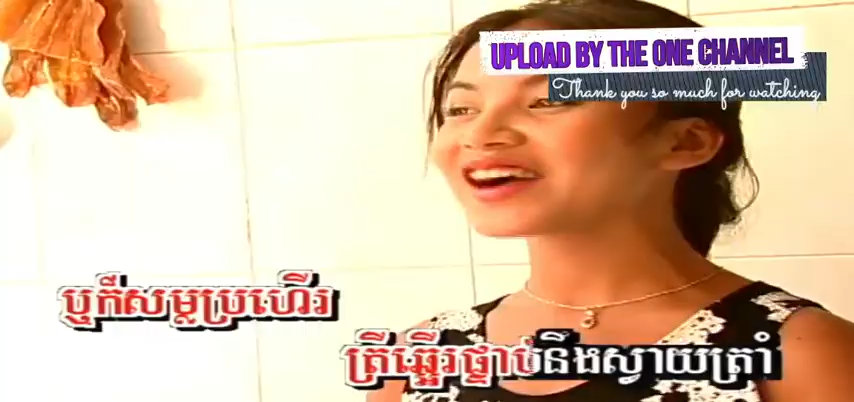 UPLOAD BY THE ONE CHANNEL
Thank you so much for watching
ឬក៏សម្លប្រហើរ
ត្រីឆ្អើរផ្ទាប់នឹងស្វាយត្រាំ